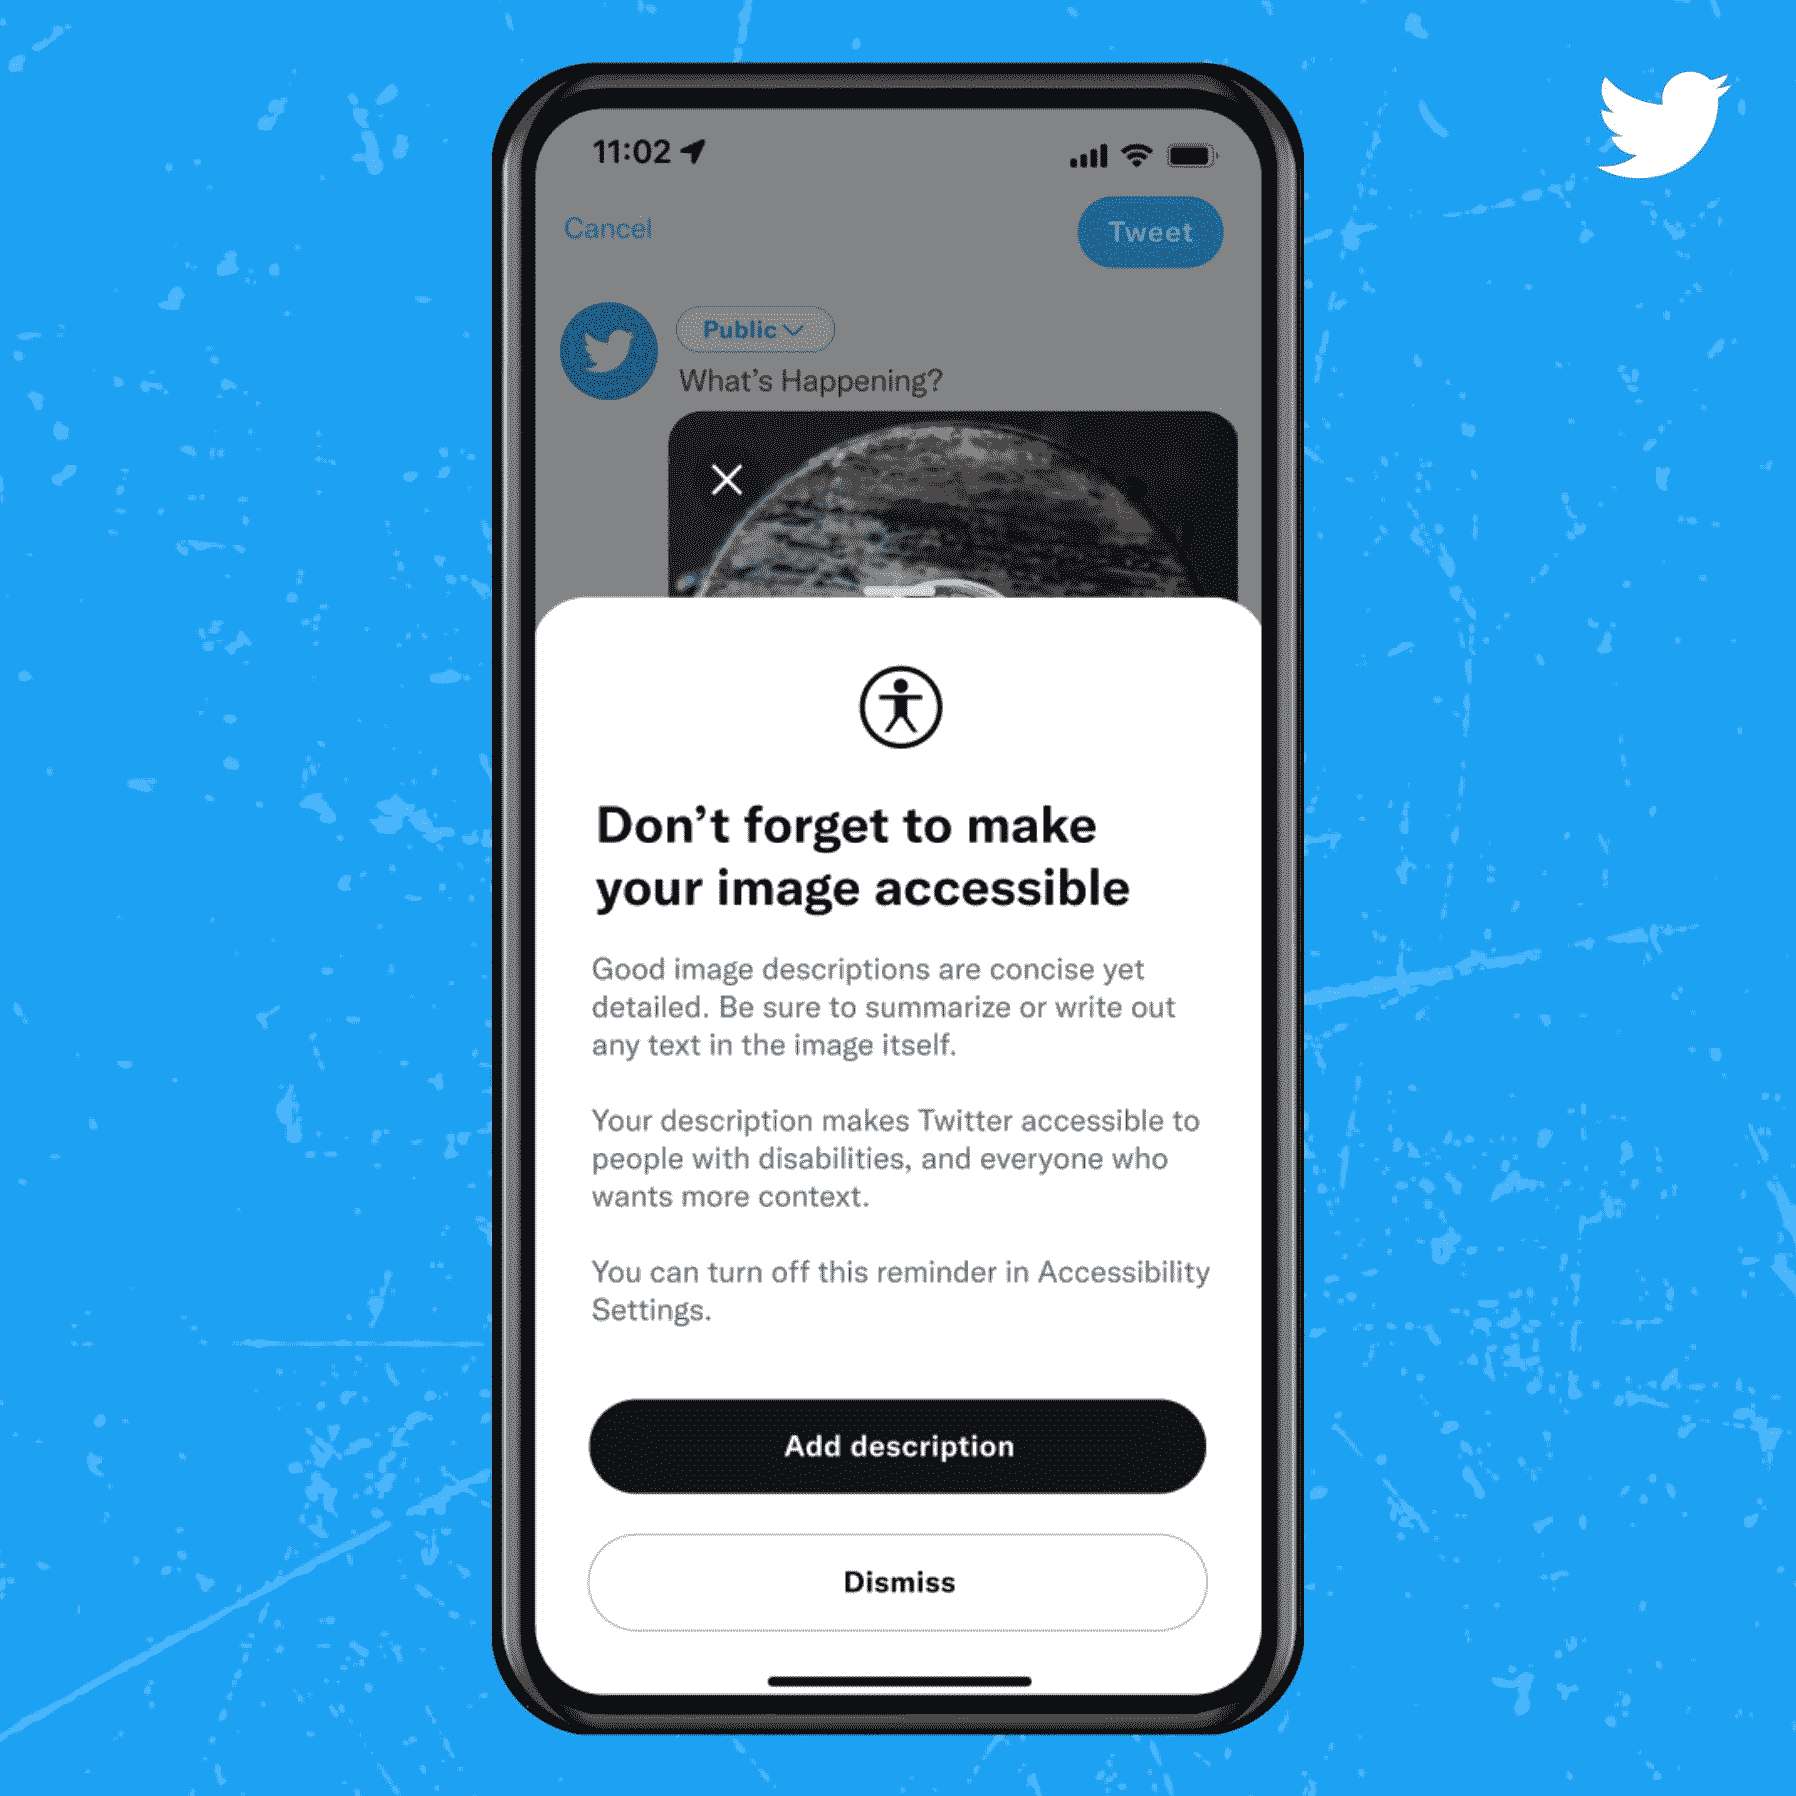 11:02
Cancel
Tweet
Public
What's Happening?
Don't forget to make
your image accessible
Good image descriptions are concise yet
detailed. Be sure to summarize or write out
any text in the image itself.
Your description makes Twitter accessible to
people with disabilities, and everyone who
wants more context.
You can turn off this reminder in Accessibility
Settings.
Add description
Dismiss